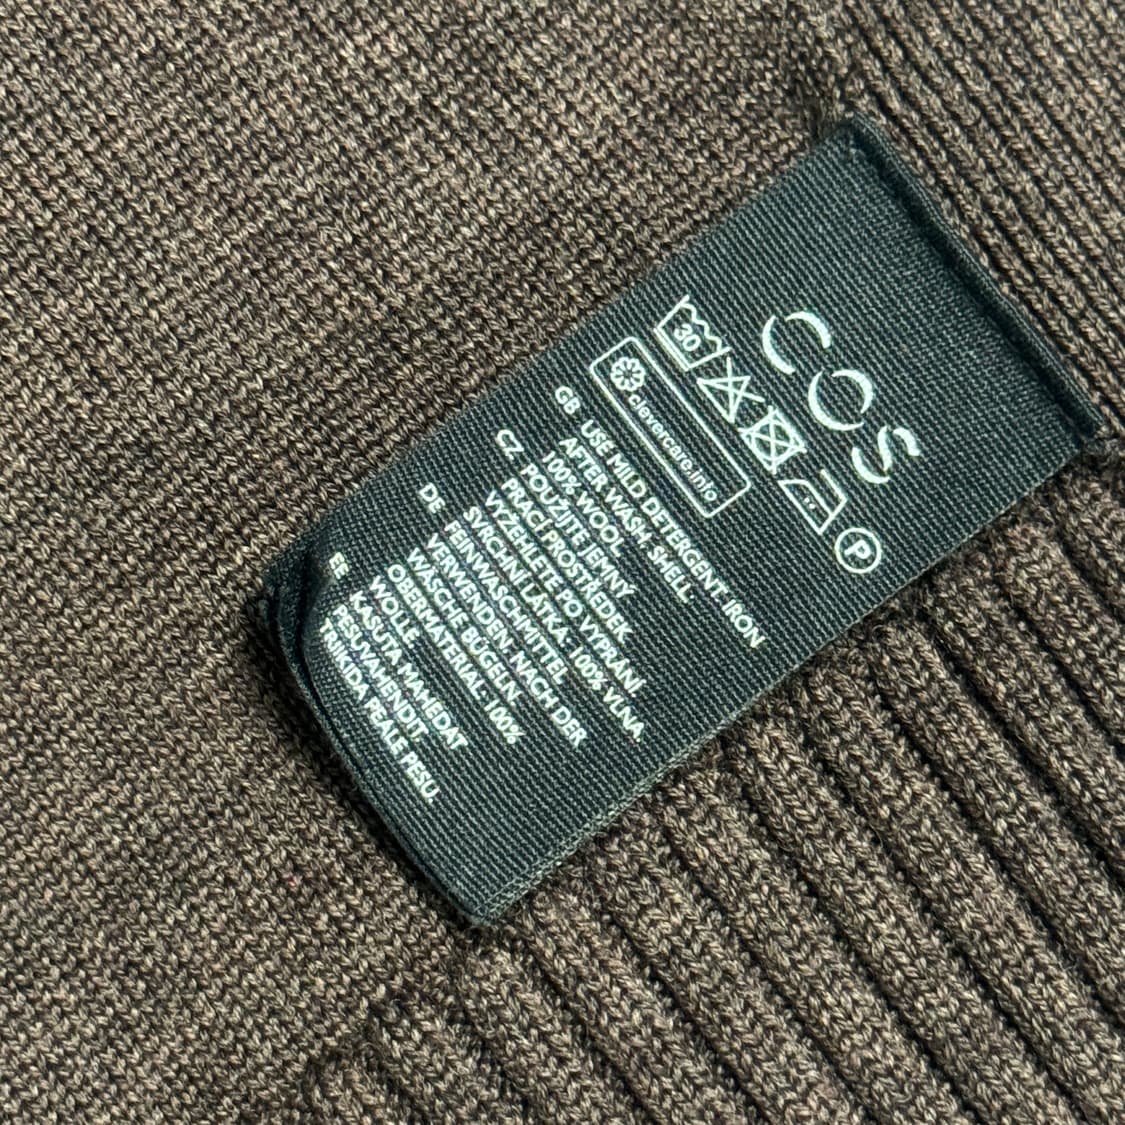 COS
30
P
clevercare.info
GB USE MILD DETERGENT IRON
AFTER WASH, SHELL:
100% WOOL
CZ POUŽIJTE JEMNÝ
PRACÍ PROSTŘEDEK
VYŽEHLETE PO VYPRÁNÍ.
SVRCHNÍ LÁTKA: 100% VLNA.
DE FEINWASCHMITTEL
VERWENDEN. NACH DER
WÄSCHE BÜGELN.
OBERMATERIAL: 100%
WOLLE
EE KASUTA MAHEDAT
PESUVAHENDIT.
TRIIKIDA PEALE PESU.